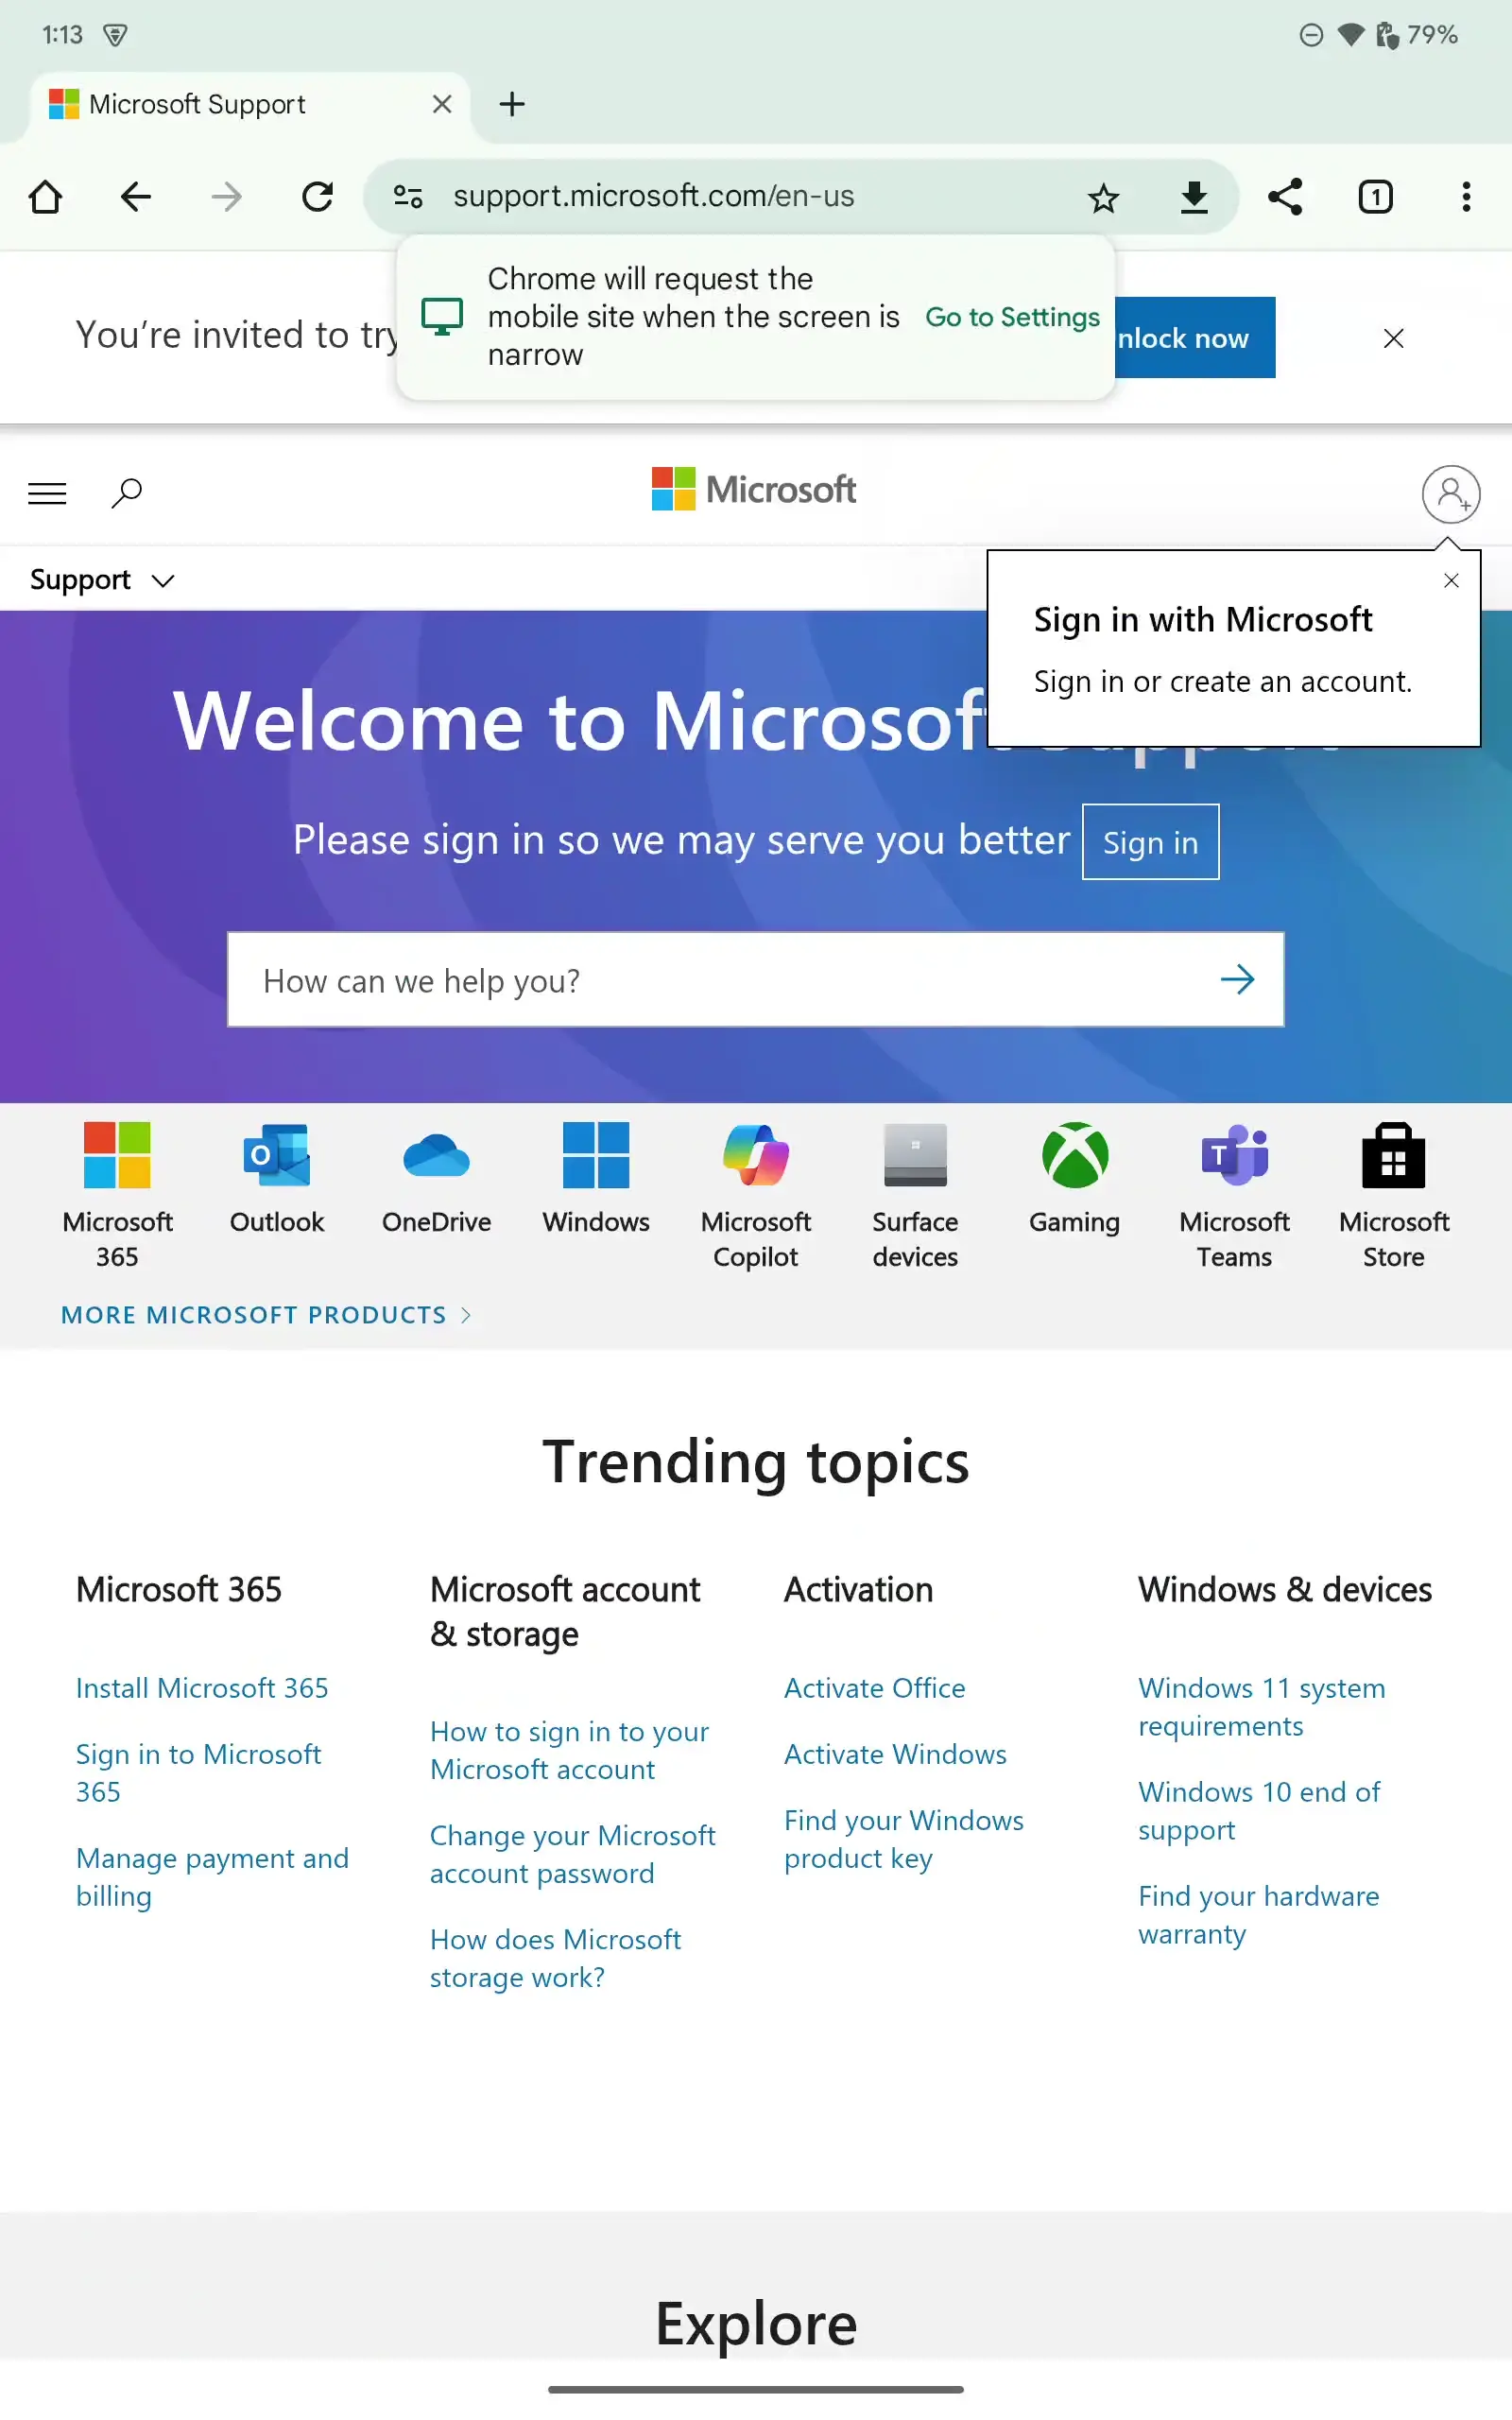 1:13
79%
Microsoft Support
support.microsoft.com/en-us
1
Chrome will request the
mobile site when the screen is
narrow
Go to Settings
You're invited to try
now
Microsoft
Support
Sign in with Microsoft
Sign in or create an account.
Welcome to Microsoft
Please sign in so we may serve you better
Sign in
How can we help you?
Microsoft
365
Outlook
OneDrive
Windows
Microsoft
Copilot
Surface
devices
Gaming
Microsoft
Teams
Microsoft
Store
MORE MICROSOFT PRODUCTS
Trending topics
Microsoft 365
Install Microsoft 365
Sign in to Microsoft
365
Manage payment and
billing
Microsoft account
& storage
How to sign in to your
Microsoft account
Change your Microsoft
account password
How does Microsoft
storage work?
Activation
Activate Office
Activate Windows
Find your Windows
product key
Windows & devices
Windows 11 system
requirements
Windows 10 end of
support
Find your hardware
warranty
Explore